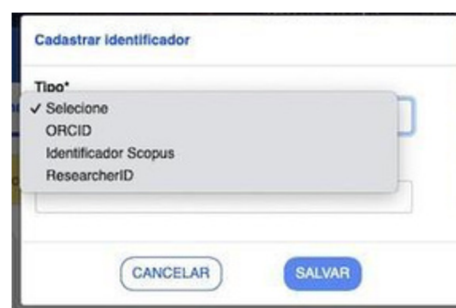 Cadastrar identificador
Tipo*
✓ Selecione
ORCID
Identificador Scopus
ResearcherID
CANCELAR
SALVAR